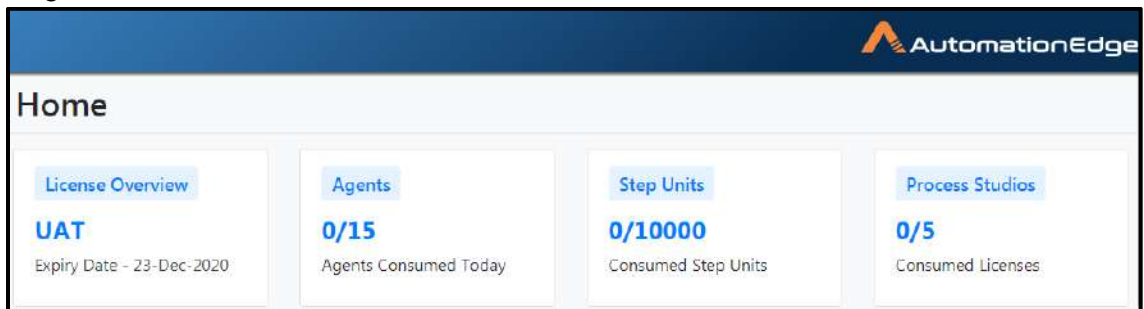 AutomationEdge
Home
License Overview
UAT
Expiry Date - 23-Dec-2020
Agents
0/15
Agents Consumed Today
Step Units
0/10000
Consumed Step Units
Process Studios
0/5
Consumed Licenses